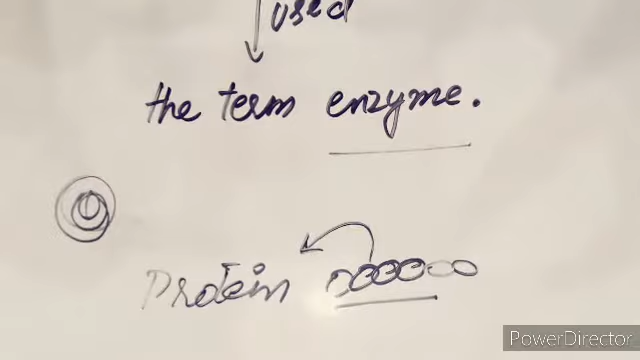 used
the term enzyme.
Protein
PowerDirector